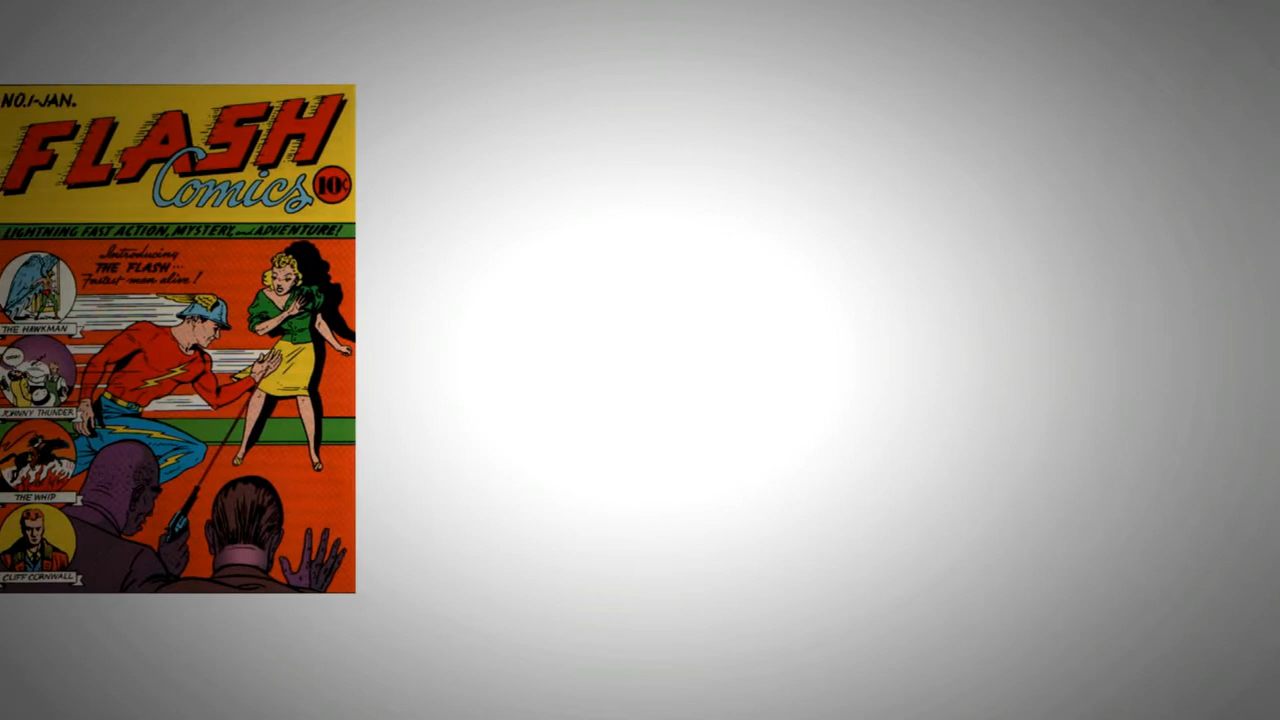 NO.1-JAN.
FLASH
Comics
10¢
LIGHTNING FAST ACTION, MYSTERY, and ADVENTURE!
Introducing
THE FLASH...
Fastest man alive!
THE HAWKMAN
JOHNNY THUNDER
THE WHIP
CLIFF CORNWALL